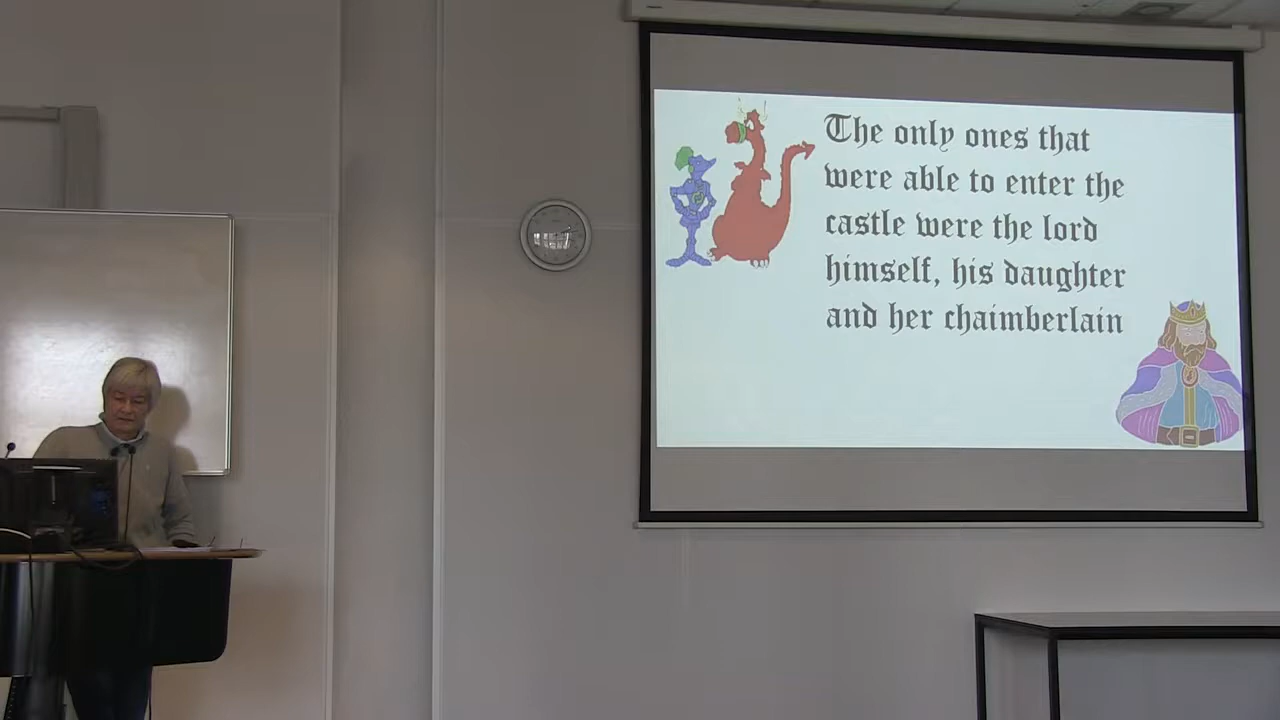 The only ones that
were able to enter the
castle were the lord
himself, his daughter
and her chaimberlain